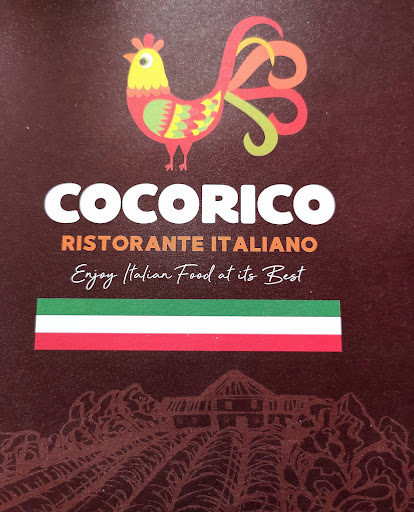 COCORICO
RISTORANTE ITALIANO
Enjoy Italian Food at its Best